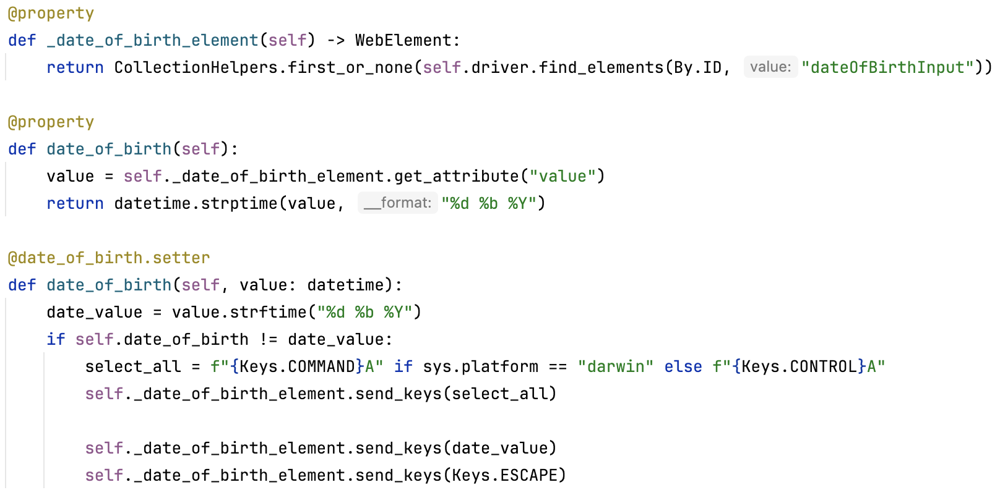 @property
def _date_of_birth_element(self) -> WebElement:
    return CollectionHelpers.first_or_none(self.driver.find_elements(By.ID, value: "dateOfBirthInput"))
@property
def date_of_birth(self):
    value = self._date_of_birth_element.get_attribute("value")
    return datetime.strptime(value, __format: "%d %b %Y")
@date_of_birth.setter
def date_of_birth(self, value: datetime):
    date_value = value.strftime("%d %b %Y")
    if self.date_of_birth != date_value:
        select_all = f"{Keys.COMMAND}A" if sys.platform == "darwin" else f"{Keys.CONTROL}A"
        self._date_of_birth_element.send_keys(select_all)
        self._date_of_birth_element.send_keys(date_value)
        self._date_of_birth_element.send_keys(Keys.ESCAPE)